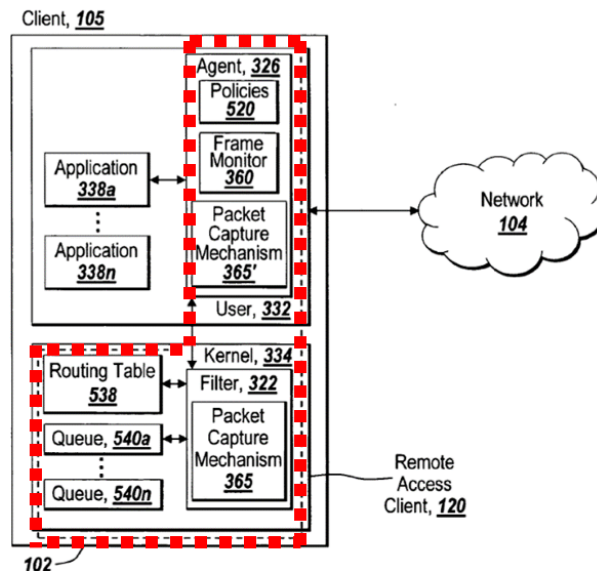 Client, 105
Agent, 326
Policies
520
Frame
Monitor
360
Application
338a
Packet
Capture
Mechanism
365'
Application
338n
User, 332
Network
104
Kernel, 334
Routing Table
538
Filter, 322
Packet
Capture
Mechanism
365
Queue, 540a
Queue, 540n
Remote
Access
Client, 120
102